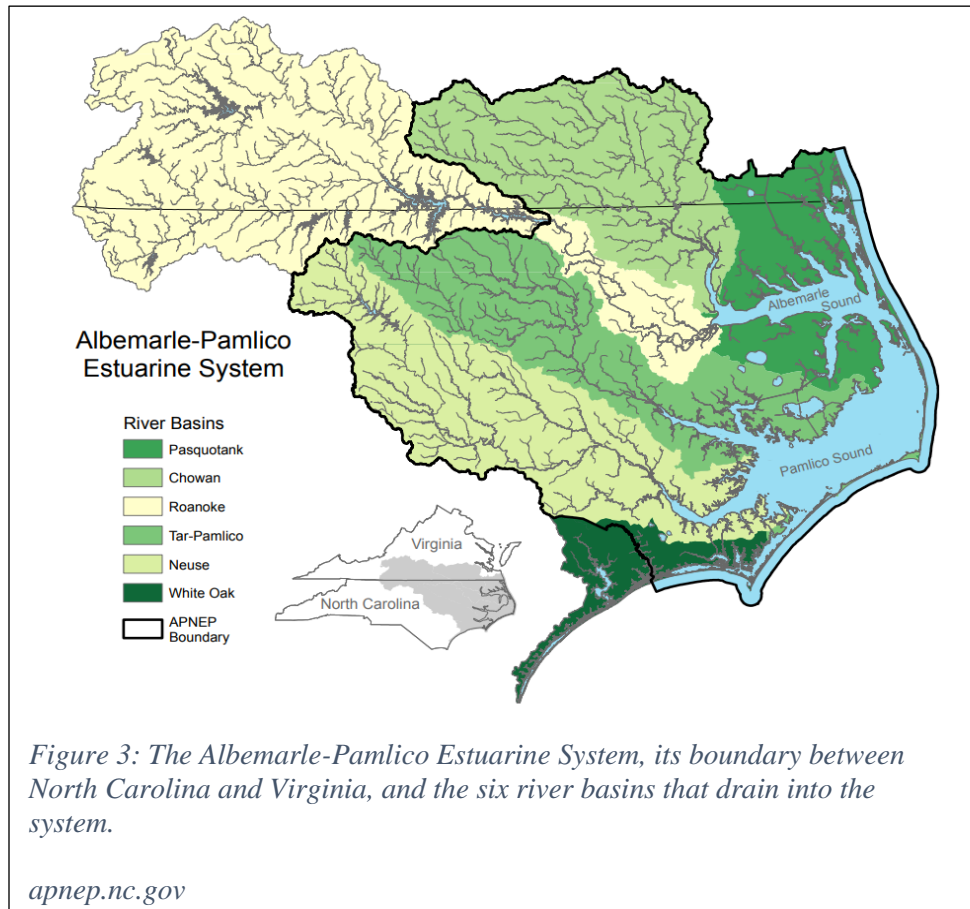 Albemarle-Pamlico
Estuarine System
River Basins
Pasquotank
Chowan
Roanoke
Tar-Pamlico
Neuse
White Oak
APNEP
Boundary
Albemarle
Sound
Pamlico Sound
Virginia
North Carolina
Figure 3: The Albemarle-Pamlico Estuarine System, its boundary between
North Carolina and Virginia, and the six river basins that drain into the
system.
apnep.nc.gov